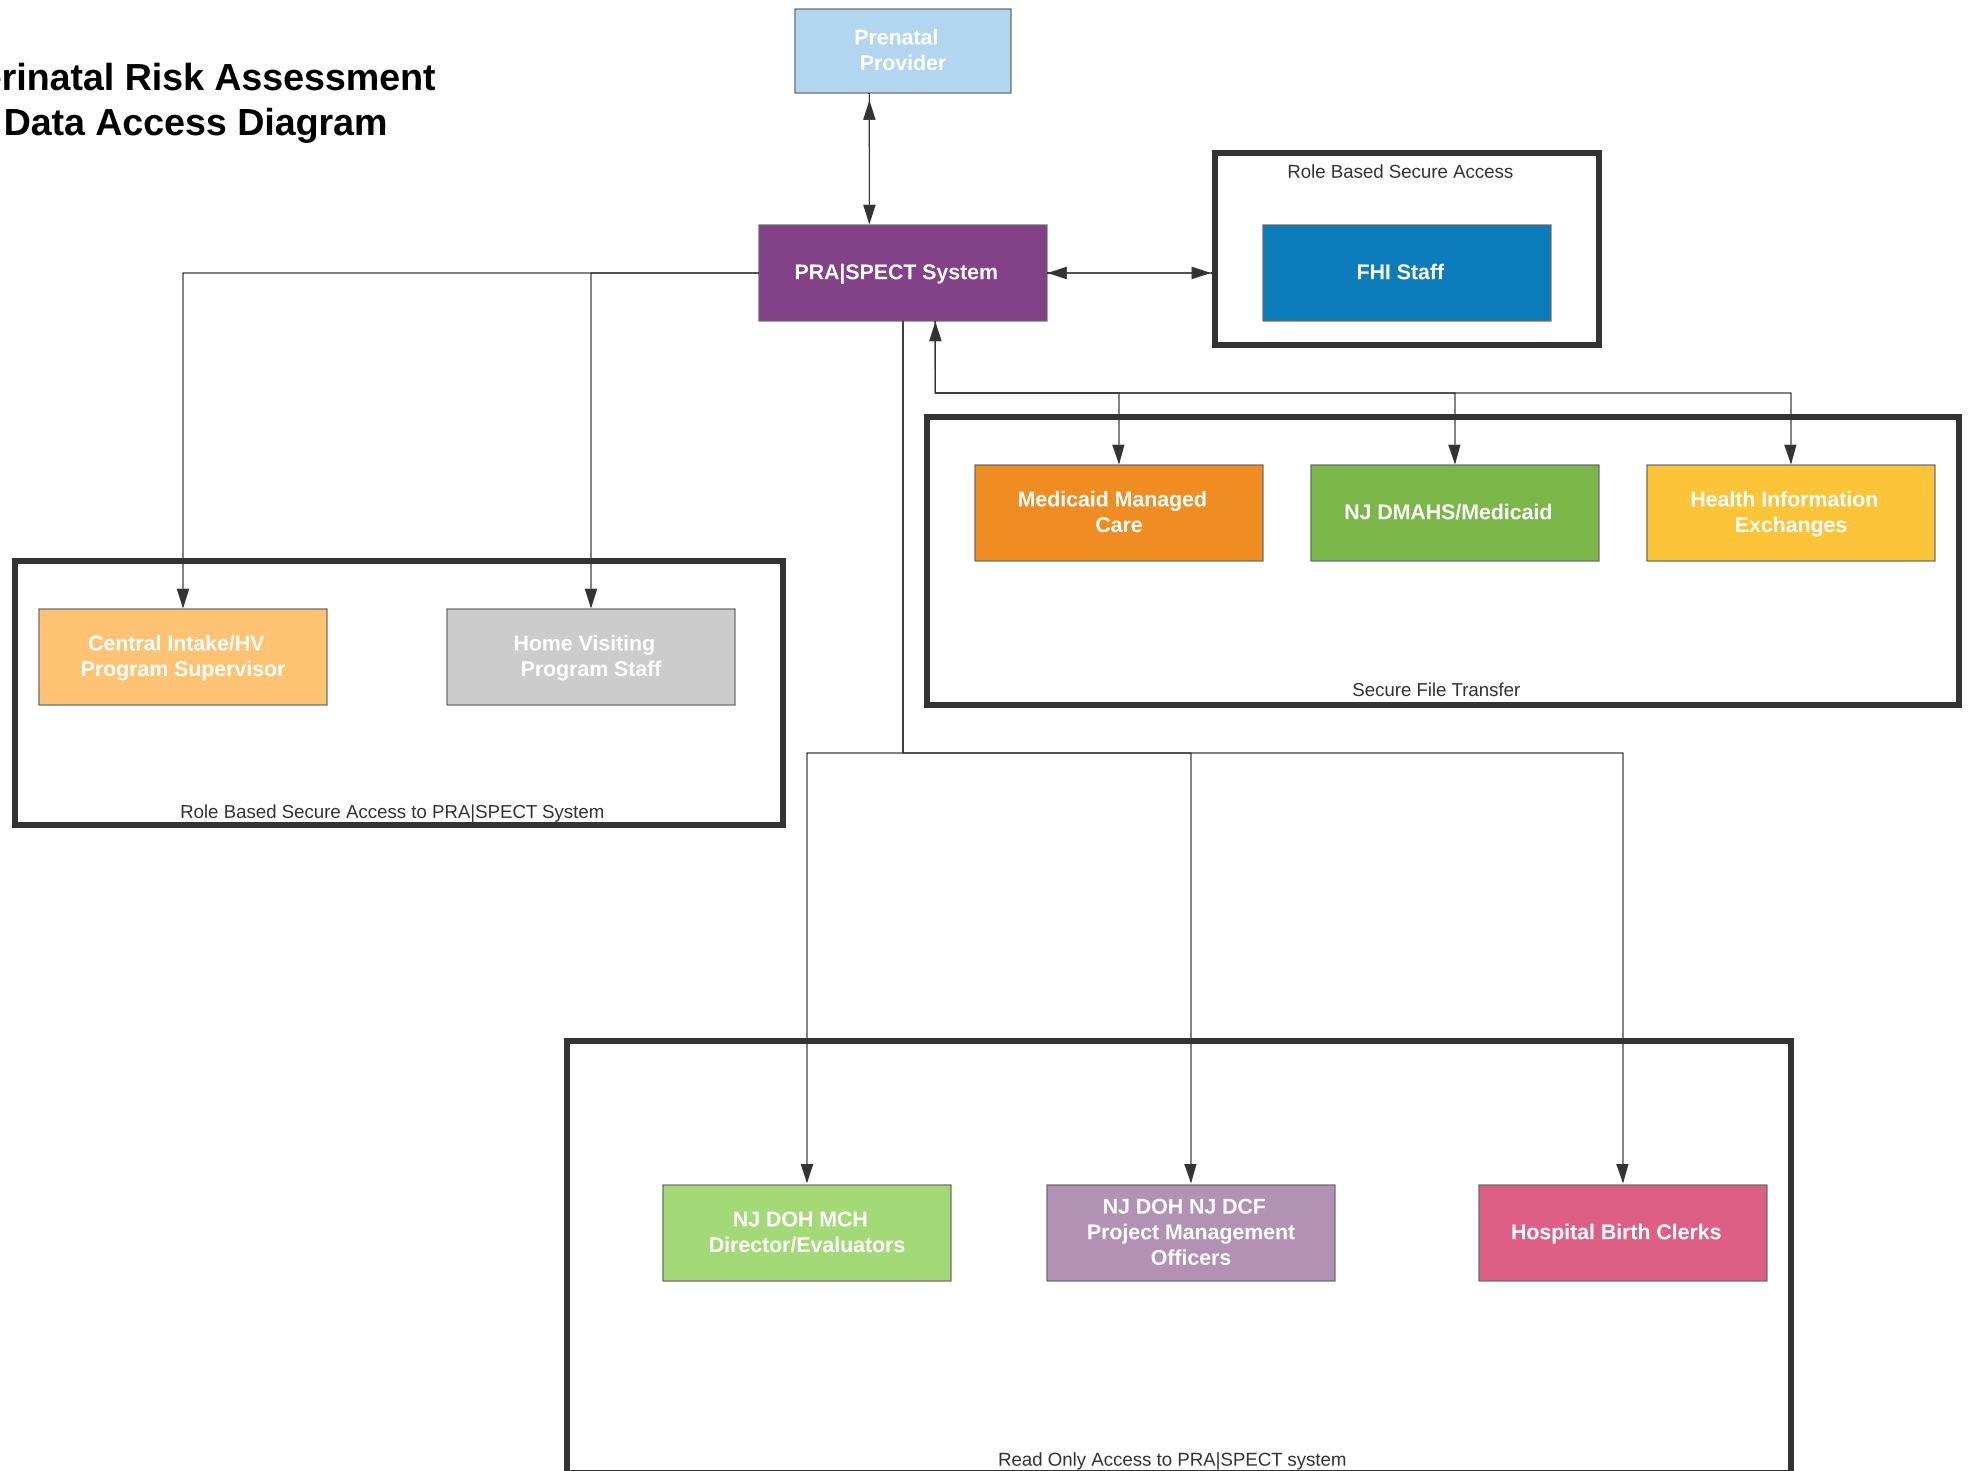 Prenatal
Provider
rinatal Risk Assessment
Data Access Diagram
Role Based Secure Access
PRA|SPECT System
FHI Staff
Medicaid Managed
Care
NJ DMAHS/Medicaid
Health Information
Exchanges
Central Intake/HV
Program Supervisor
Home Visiting
Program Staff
Secure File Transfer
Role Based Secure Access to PRA|SPECT System
NJ DOH MCH
Director/Evaluators
NJ DOH NJ DCF
Project Management
Officers
Hospital Birth Clerks
Read Only Access to PRA|SPECT system